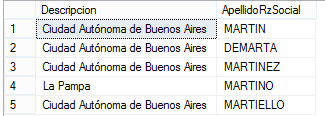 Descripcion ApellidoRzSocial
1 Ciudad Autónoma de Buenos Aires MARTIN
2 Ciudad Autónoma de Buenos Aires DEMARTA
3 Ciudad Autónoma de Buenos Aires MARTINEZ
4 La Pampa MARTINO
5 Ciudad Autónoma de Buenos Aires MARTIELLO